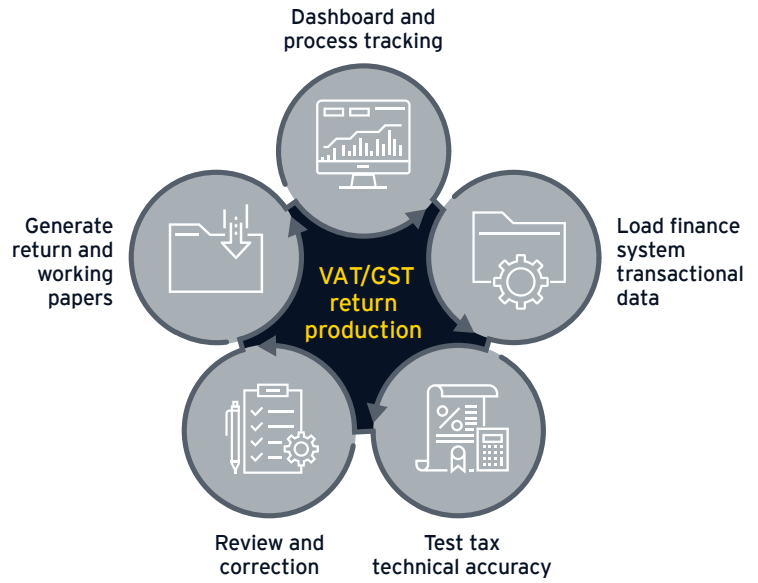 Dashboard and
process tracking
Load finance
system
transactional
data
Test tax
technical accuracy
Review and
correction
Generate
return and
working
papers
VAT/GST
return
production
%